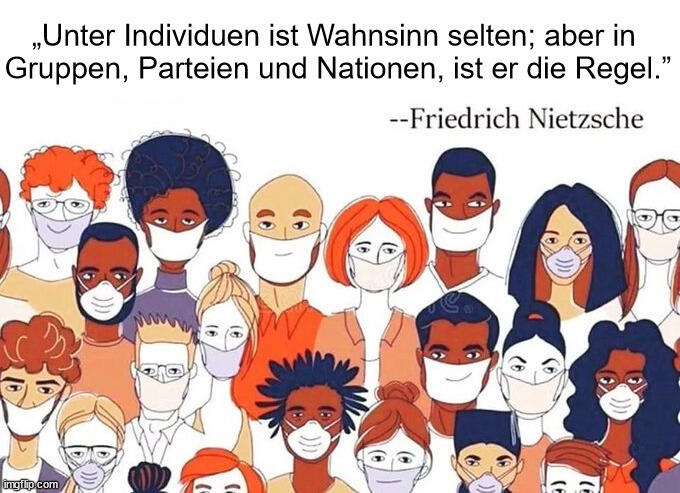 „Unter Individuen ist Wahnsinn selten; aber in
Gruppen, Parteien und Nationen, ist er die Regel.”
--Friedrich Nietzsche
imgflip.com